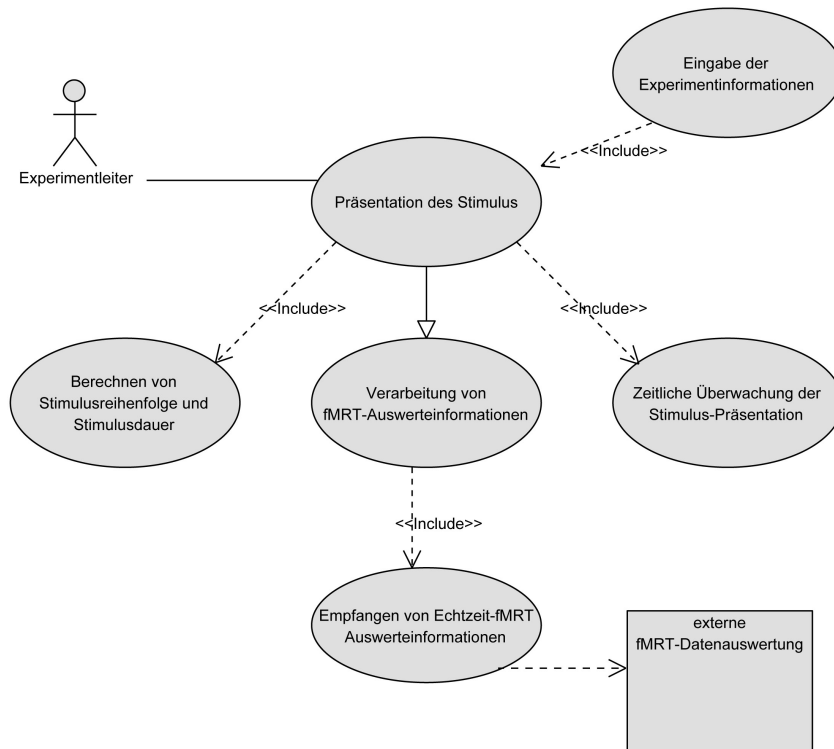 Eingabe der
Experimentinformationen
<<Include>>
Experimentleiter
Präsentation des Stimulus
<<Include>>
<<Include>>
Berechnen von
Stimulusreihenfolge und
Stimulusdauer
Verarbeitung von
fMRT-Auswerteinformationen
Zeitliche Überwachung der
Stimulus-Präsentation
<<Include>>
Empfangen von Echtzeit-fMRT
Auswerteinformationen
externe
fMRT-Datenauswertung